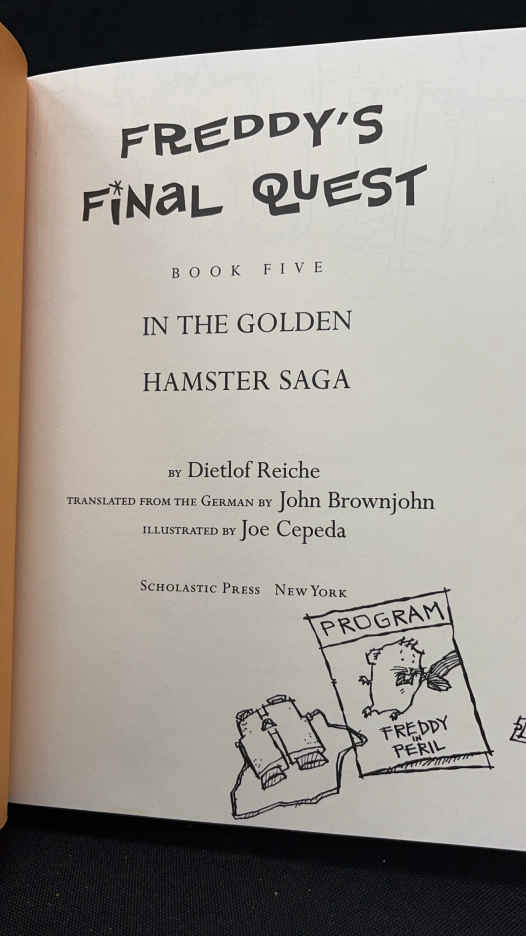 FREDDY'S
FiNaL QUEST
BOOK FIVE
IN THE GOLDEN
HAMSTER SAGA
BY Dietlof Reiche
TRANSLATED FROM THE GERMAN BY John Brownjohn
ILLUSTRATED BY Joe Cepeda
SCHOLASTIC PRESS NEW YORK
PROGRAM
FREDDY
IN
PERIL